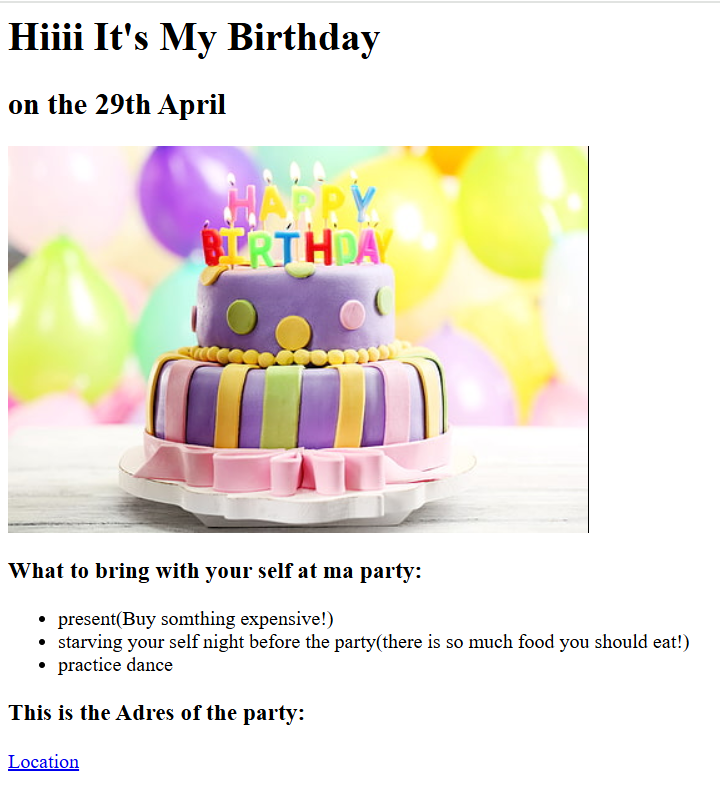 Hiiii It's My Birthday
on the 29th April
HAPPY
BIRTHDAY
What to bring with your self at ma party:
present(Buy somthing expensive!)
starving your self night before the party(there is so much food you should eat!)
practice dance
This is the Adres of the party:
Location